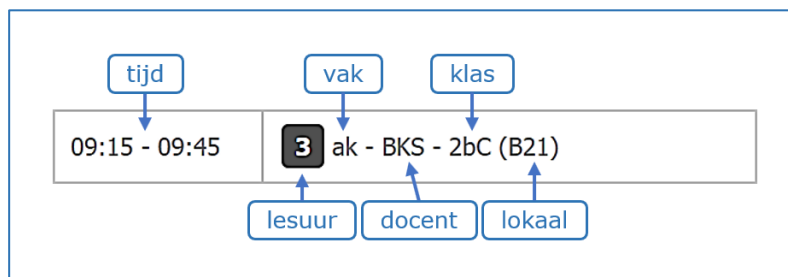 tijd vak klas
09:15 - 09:45 3 ak - BKS - 2bC (B21)
lesuur docent lokaal